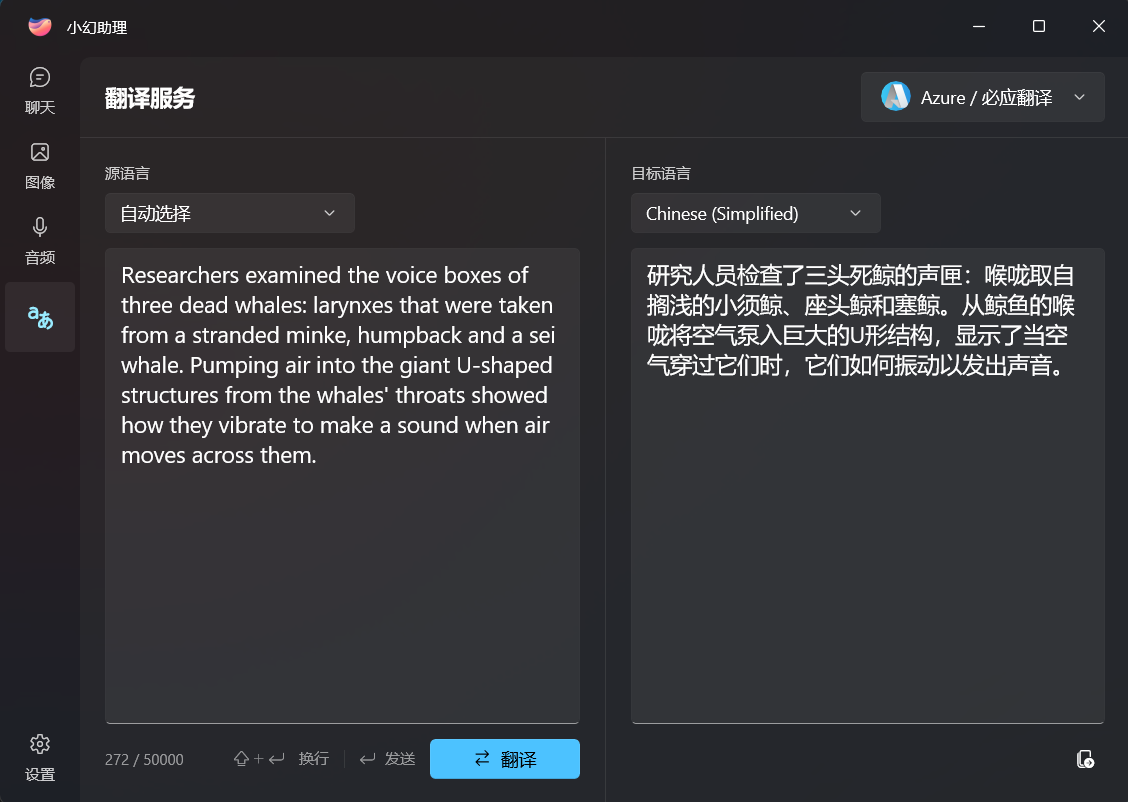 小幻助理
聊天
图像
音频
设置
翻译服务
Azure / 必应翻译
源语言
自动选择
Researchers examined the voice boxes of
three dead whales: larynxes that were taken
from a stranded minke, humpback and a sei
whale. Pumping air into the giant U-shaped
structures from the whales' throats showed
how they vibrate to make a sound when air
moves across them.
272 / 50000
+ 换行
发送
翻译
目标语言
Chinese (Simplified)
研究人员检查了三头死鲸的声匣：喉咙取自
搁浅的小须鲸、座头鲸和塞鲸。从鲸鱼的喉
咙将空气泵入巨大的U形结构，显示了当空
气穿过它们时，它们如何振动以发出声音。